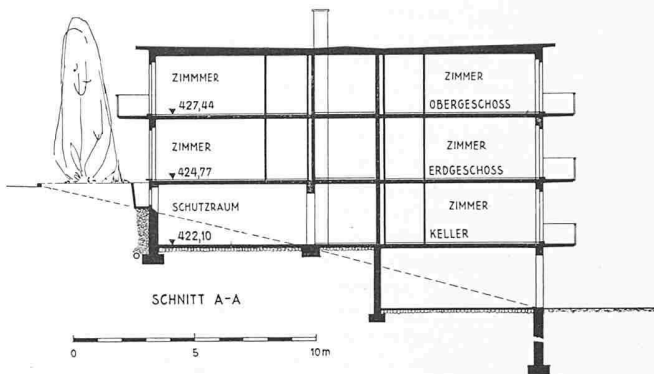 ZIMMMER
ZIMMER
427,44
OBERGESCHOSS
ZIMMER
ZIMMER
424,77
ERDGESCHOSS
SCHUTZRAUM
ZIMMER
422,10
KELLER
SCHNITT A-A
0 5 10 m